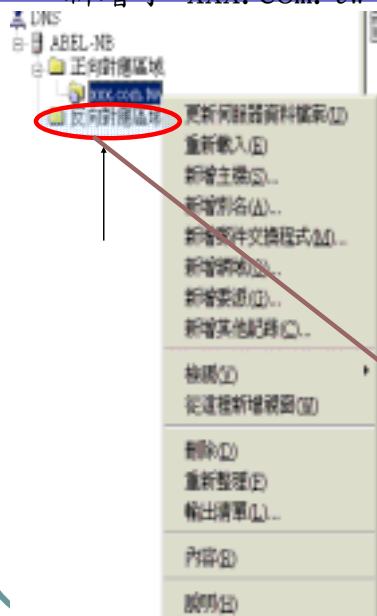 DNS
ABEL-NB
正向對應區域
xxx.com.tw
反向對應區域
更新伺服器資料檔案(U)
重新載入(E)
新增主機(S)...
新增別名(A)...
新增郵件交換程式(M)...
新增網域(O)...
新增委派(G)...
新增其他記錄(C)...
檢視(V)
從這裡新增視窗(W)
刪除(D)
重新整理(F)
輸出清單(L)...
內容(R)
說明(H)